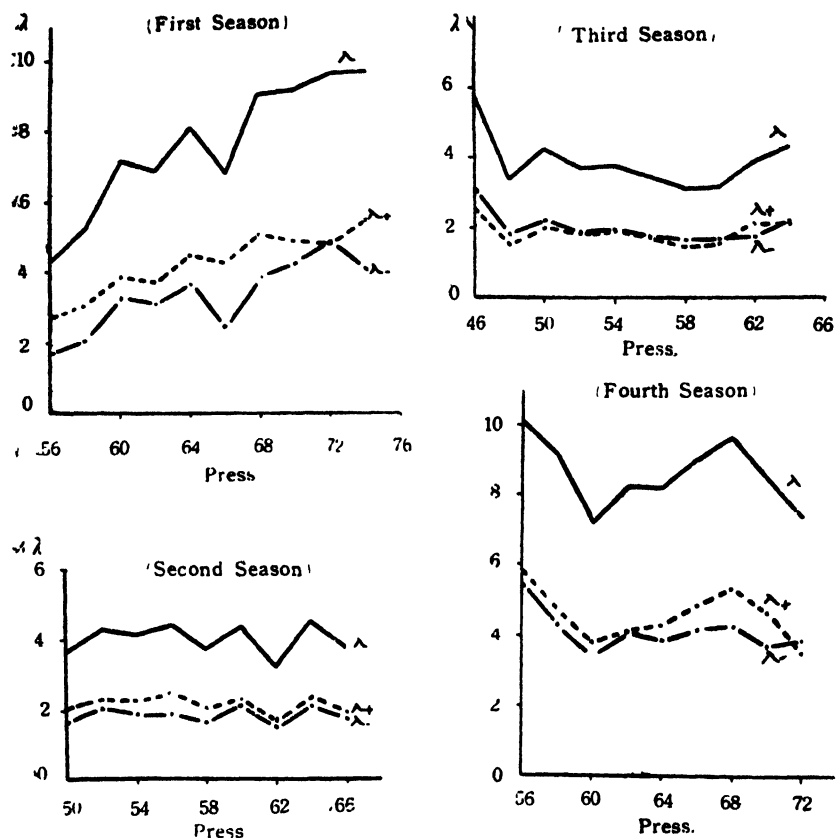 λ
(First Season)
10
8
6
4
2
0
λ
λ+
λ-
56
60
64
68
72
76
Press
λ
(Second Season)
6
4
2
0
λ
λ+
λ-
50
54
58
62
66
Press
λ
(Third Season)
6
4
2
0
λ
λ+
λ-
46
50
54
58
62
66
Press.
(Fourth Season)
10
8
6
4
2
0
λ
λ+
λ-
56
60
64
68
72
Press.